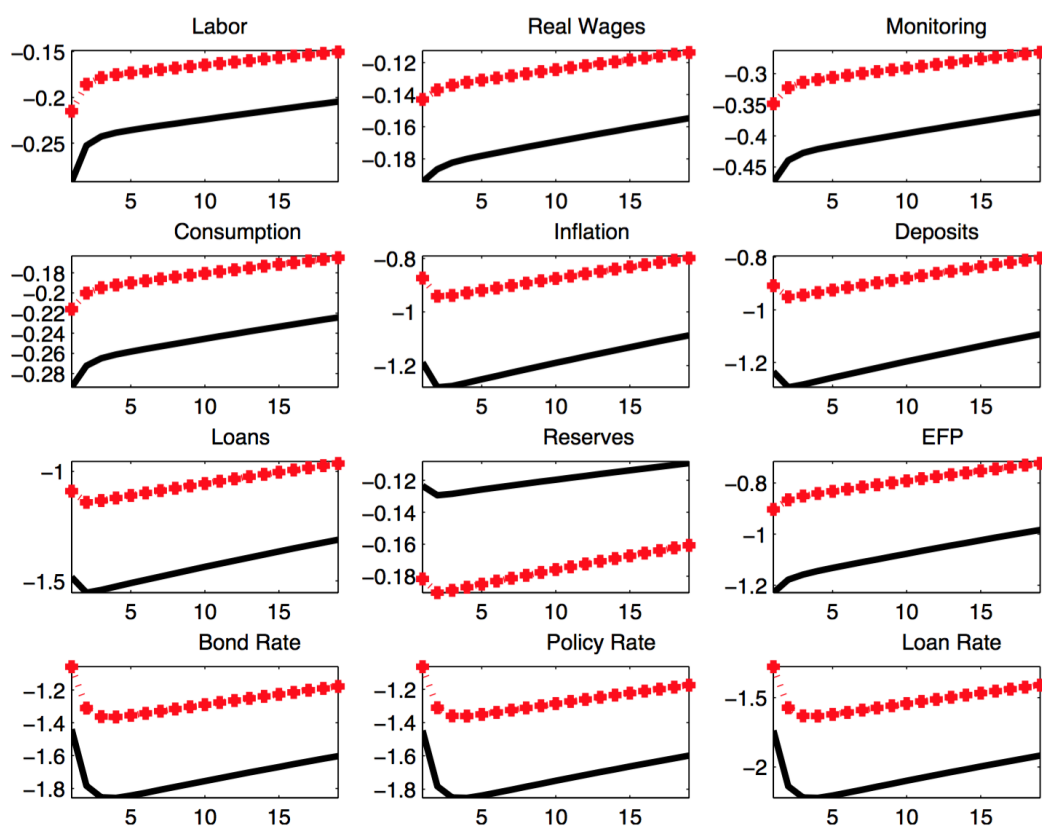 Labor
−0.15
−0.2
−0.25
5 10 15
Real Wages
−0.12
−0.14
−0.16
−0.18
5 10 15
Monitoring
−0.3
−0.35
−0.4
−0.45
5 10 15
Consumption
−0.18
−0.2
−0.22
−0.24
−0.26
−0.28
5 10 15
Inflation
−0.8
−1
−1.2
5 10 15
Deposits
−0.8
−1
−1.2
5 10 15
Loans
−1
−1.5
5 10 15
Reserves
−0.12
−0.14
−0.16
−0.18
5 10 15
EFP
−0.8
−1
−1.2
5 10 15
Bond Rate
−1.2
−1.4
−1.6
−1.8
5 10 15
Policy Rate
−1.2
−1.4
−1.6
−1.8
5 10 15
Loan Rate
−1.5
−2
5 10 15